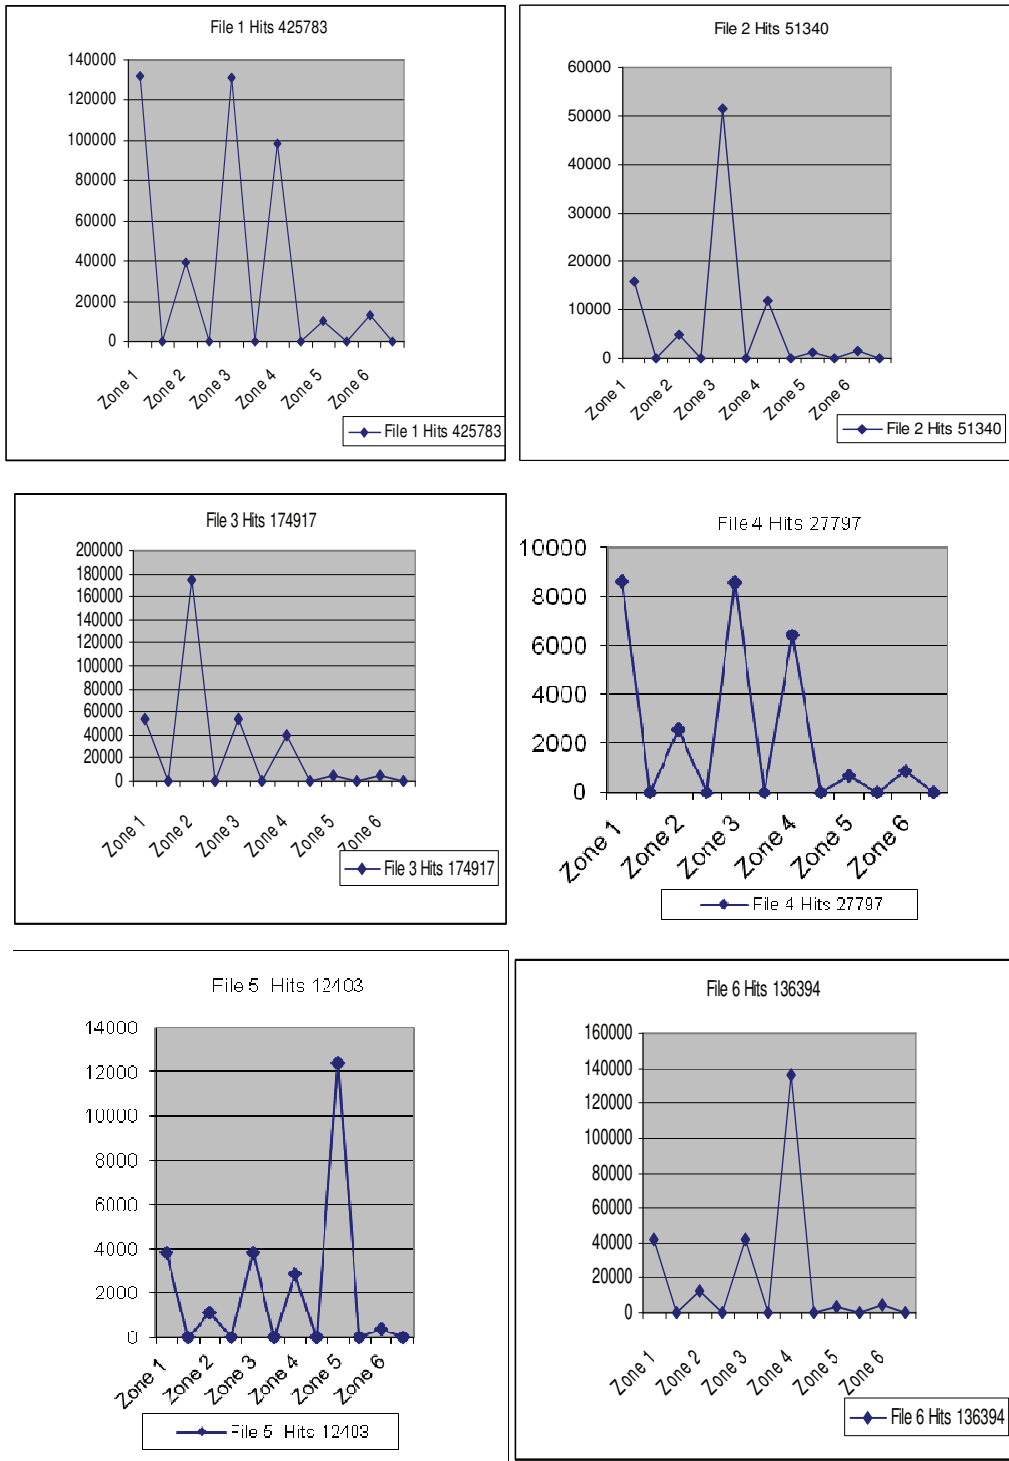 File 1 Hits 425783
140000
120000
100000
80000
60000
40000
20000
0
Zone 1
Zone 2
Zone 3
Zone 4
Zone 5
Zone 6
File 1 Hits 425783
File 2 Hits 51340
60000
50000
40000
30000
20000
10000
0
Zone 1
Zone 2
Zone 3
Zone 4
Zone 5
Zone 6
File 2 Hits 51340
File 3 Hits 174917
200000
180000
160000
140000
120000
100000
80000
60000
40000
20000
0
Zone 1
Zone 2
Zone 3
Zone 4
Zone 5
Zone 6
File 3 Hits 174917
File 4 Hits 27797
10000
8000
6000
4000
2000
0
Zone 1
Zone 2
Zone 3
Zone 4
Zone 5
Zone 6
File 4 Hits 27797
File 5 Hits 12403
14000
12000
10000
8000
6000
4000
2000
0
Zone 1
Zone 2
Zone 3
Zone 4
Zone 5
Zone 6
File 5 Hits 12403
File 6 Hits 136394
160000
140000
120000
100000
80000
60000
40000
20000
0
Zone 1
Zone 2
Zone 3
Zone 4
Zone 5
Zone 6
File 6 Hits 136394